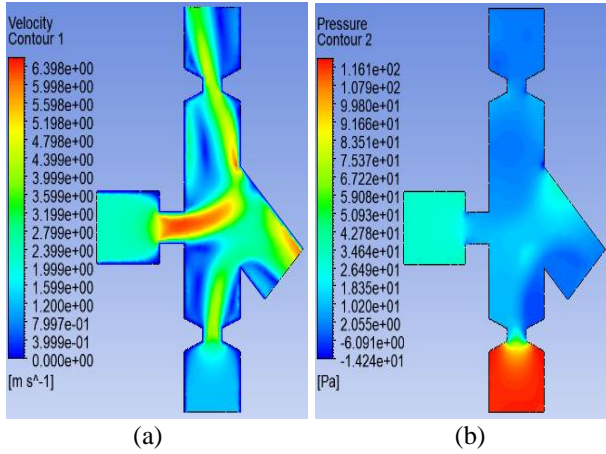 Velocity
Contour 1
6.398e+00
5.998e+00
5.598e+00
5.198e+00
4.799e+00
4.399e+00
3.999e+00
3.599e+00
3.199e+00
2.799e+00
2.399e+00
1.999e+00
1.600e+00
1.200e+00
7.997e-01
3.999e-01
0.000e+00
[m s^-1]
Pressure
Contour 2
1.161e+02
1.079e+02
9.980e+01
9.166e+01
8.351e+01
7.537e+01
6.722e+01
5.908e+01
5.093e+01
4.278e+01
3.464e+01
2.649e+01
1.835e+01
1.020e+01
2.055e+00
-6.091e+00
-1.424e+01
[Pa]
(a)
(b)